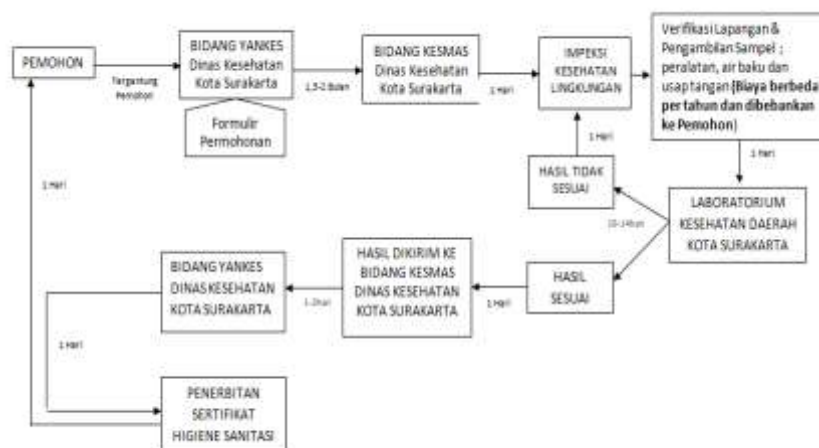 PEMOHON
Tergantung
Pemohon
BIDANG YANKES
Dinas Kesehatan
Kota Surakarta
Formulir
Permohonan
1,5-2 Bulan
BIDANG KESMAS
Dinas Kesehatan
Kota Surakarta
1 Hari
IMPEKSI
KESEHATAN
LINGKUNGAN
Verifikasi Lapangan &
Pengambilan Sampel ;
peralatan, air baku dan
usap tangan (Biaya berbeda
per tahun dan dibebankan
ke Pemohon)
1 Hari
LABORATORIUM
KESEHATAN DAERAH
KOTA SURAKARTA
1 Hari
HASIL TIDAK
SESUAI
HASIL
SESUAI
1 Hari
HASIL DIKIRIM KE
BIDANG KESMAS
DINAS KESEHATAN
KOTA SURAKARTA
BIDANG YANKES
DINAS KESEHATAN
KOTA SURAKARTA
1 Hari
PENERBITAN
SERTIFIKAT
HIGIENE SANITASI
1 Hari